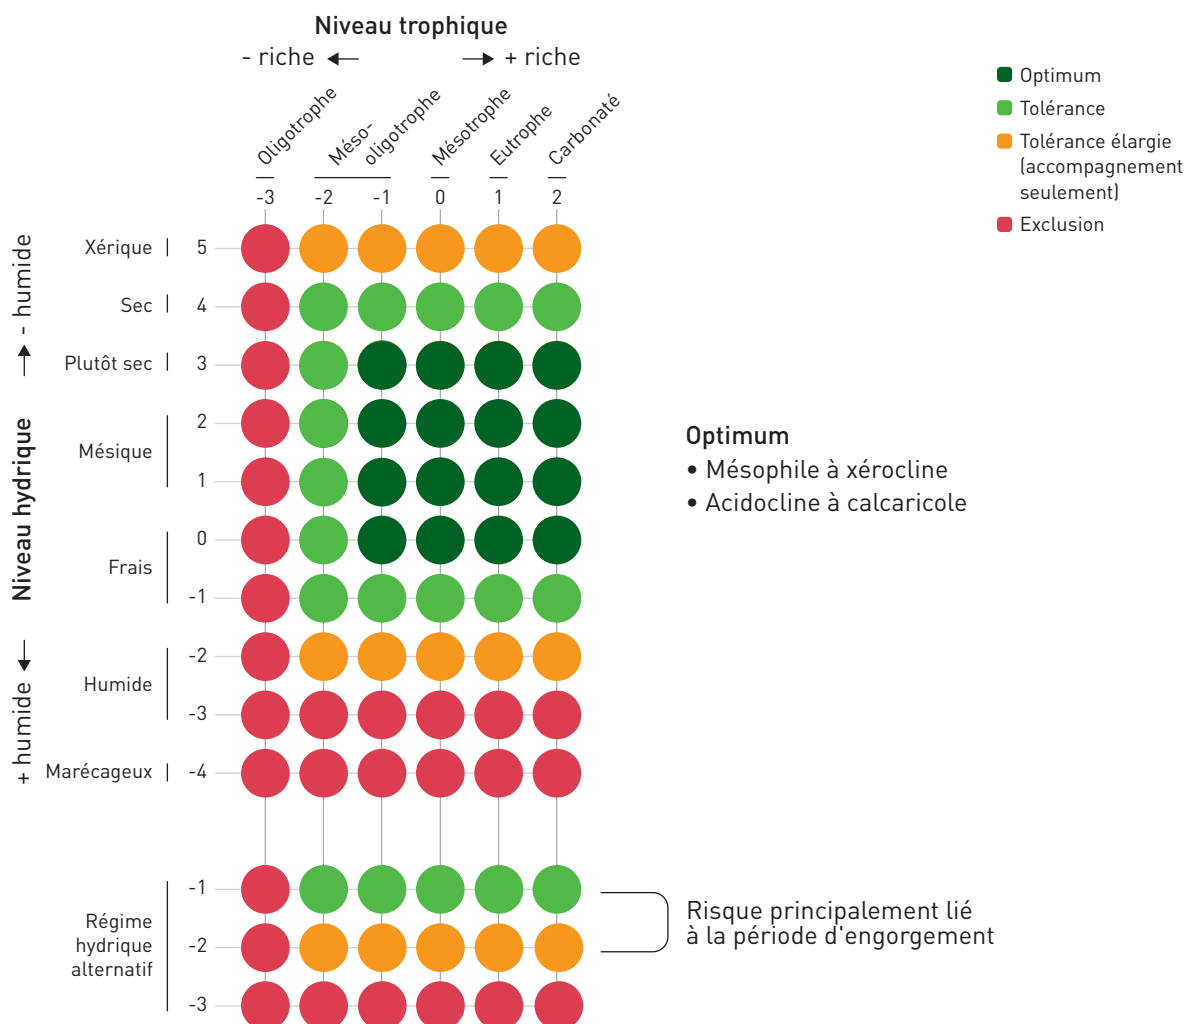 Niveau trophique
- riche
+ riche
Oligotrophe
Méso-
oligotrophe
Mésotrophe
Eutrophe
Carbonaté
-3
-2
-1
0
1
2
Optimum
Tolérance
Tolérance élargie
(accompagnement
seulement)
Exclusion
Niveau hydrique
- humide
+ humide
Xérique
5
Sec
4
Plutôt sec
3
Mésique
2
1
Frais
0
-1
Humide
-2
-3
Marécageux
-4
Optimum
• Mésophile à xérocline
• Acidocline à calcaricole
Régime
hydrique
alternatif
-1
-2
-3
Risque principalement lié
à la période d'engorgement